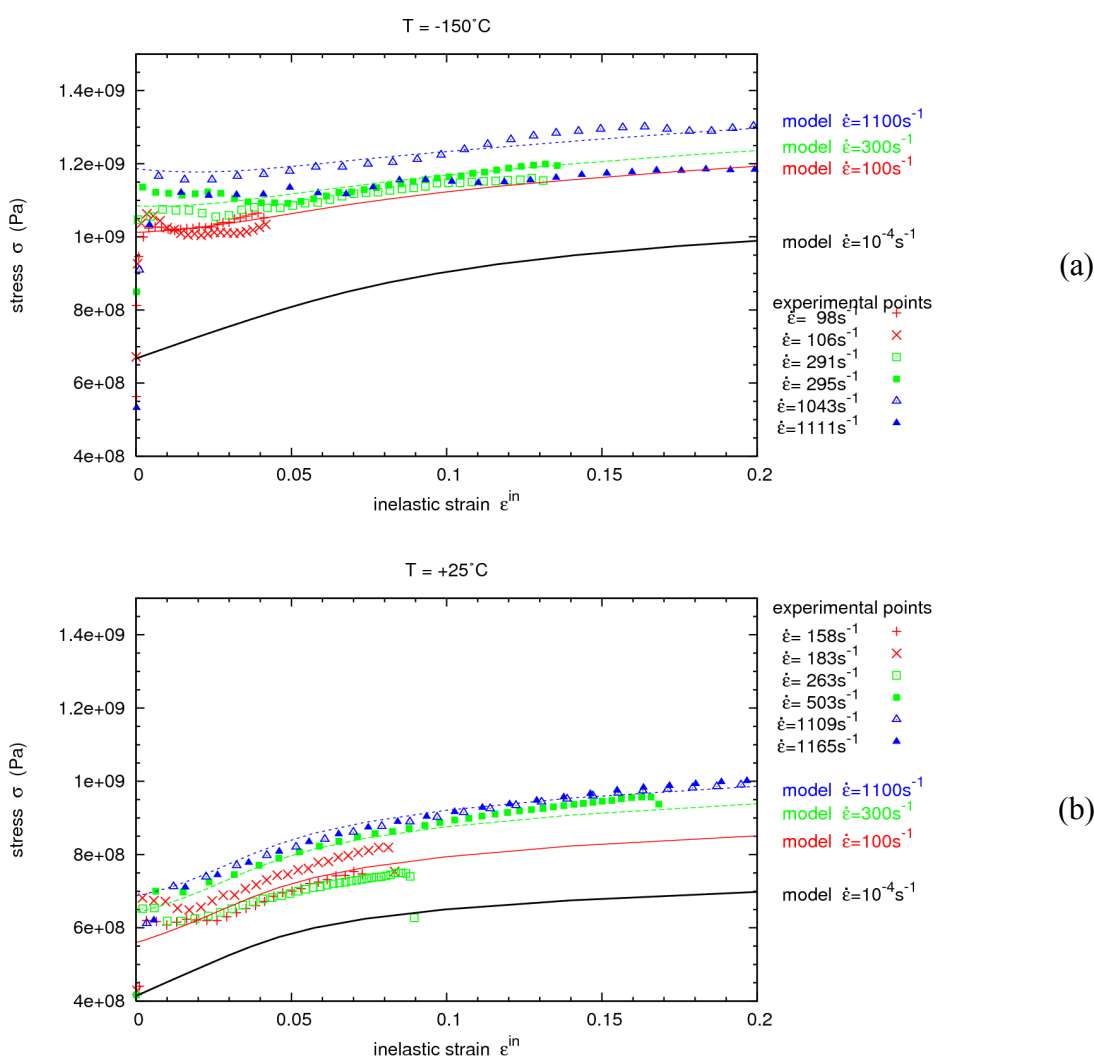 T = -150°C
1.4e+09
1.2e+09
1e+09
8e+08
6e+08
4e+08
stress σ (Pa)
0
0.05
0.1
0.15
0.2
inelastic strain εⁱⁿ
model ε̇=1100s⁻¹
model ε̇=300s⁻¹
model ε̇=100s⁻¹
model ε̇=10⁻⁴s⁻¹
experimental points
ε̇= 98s⁻¹
ε̇= 106s⁻¹
ε̇= 291s⁻¹
ε̇= 295s⁻¹
ε̇=1043s⁻¹
ε̇=1111s⁻¹
(a)
T = +25°C
1.4e+09
1.2e+09
1e+09
8e+08
6e+08
4e+08
stress σ (Pa)
0
0.05
0.1
0.15
0.2
inelastic strain εⁱⁿ
experimental points
ε̇= 158s⁻¹
ε̇= 183s⁻¹
ε̇= 263s⁻¹
ε̇= 503s⁻¹
ε̇=1109s⁻¹
ε̇=1165s⁻¹
model ε̇=1100s⁻¹
model ε̇=300s⁻¹
model ε̇=100s⁻¹
model ε̇=10⁻⁴s⁻¹
(b)